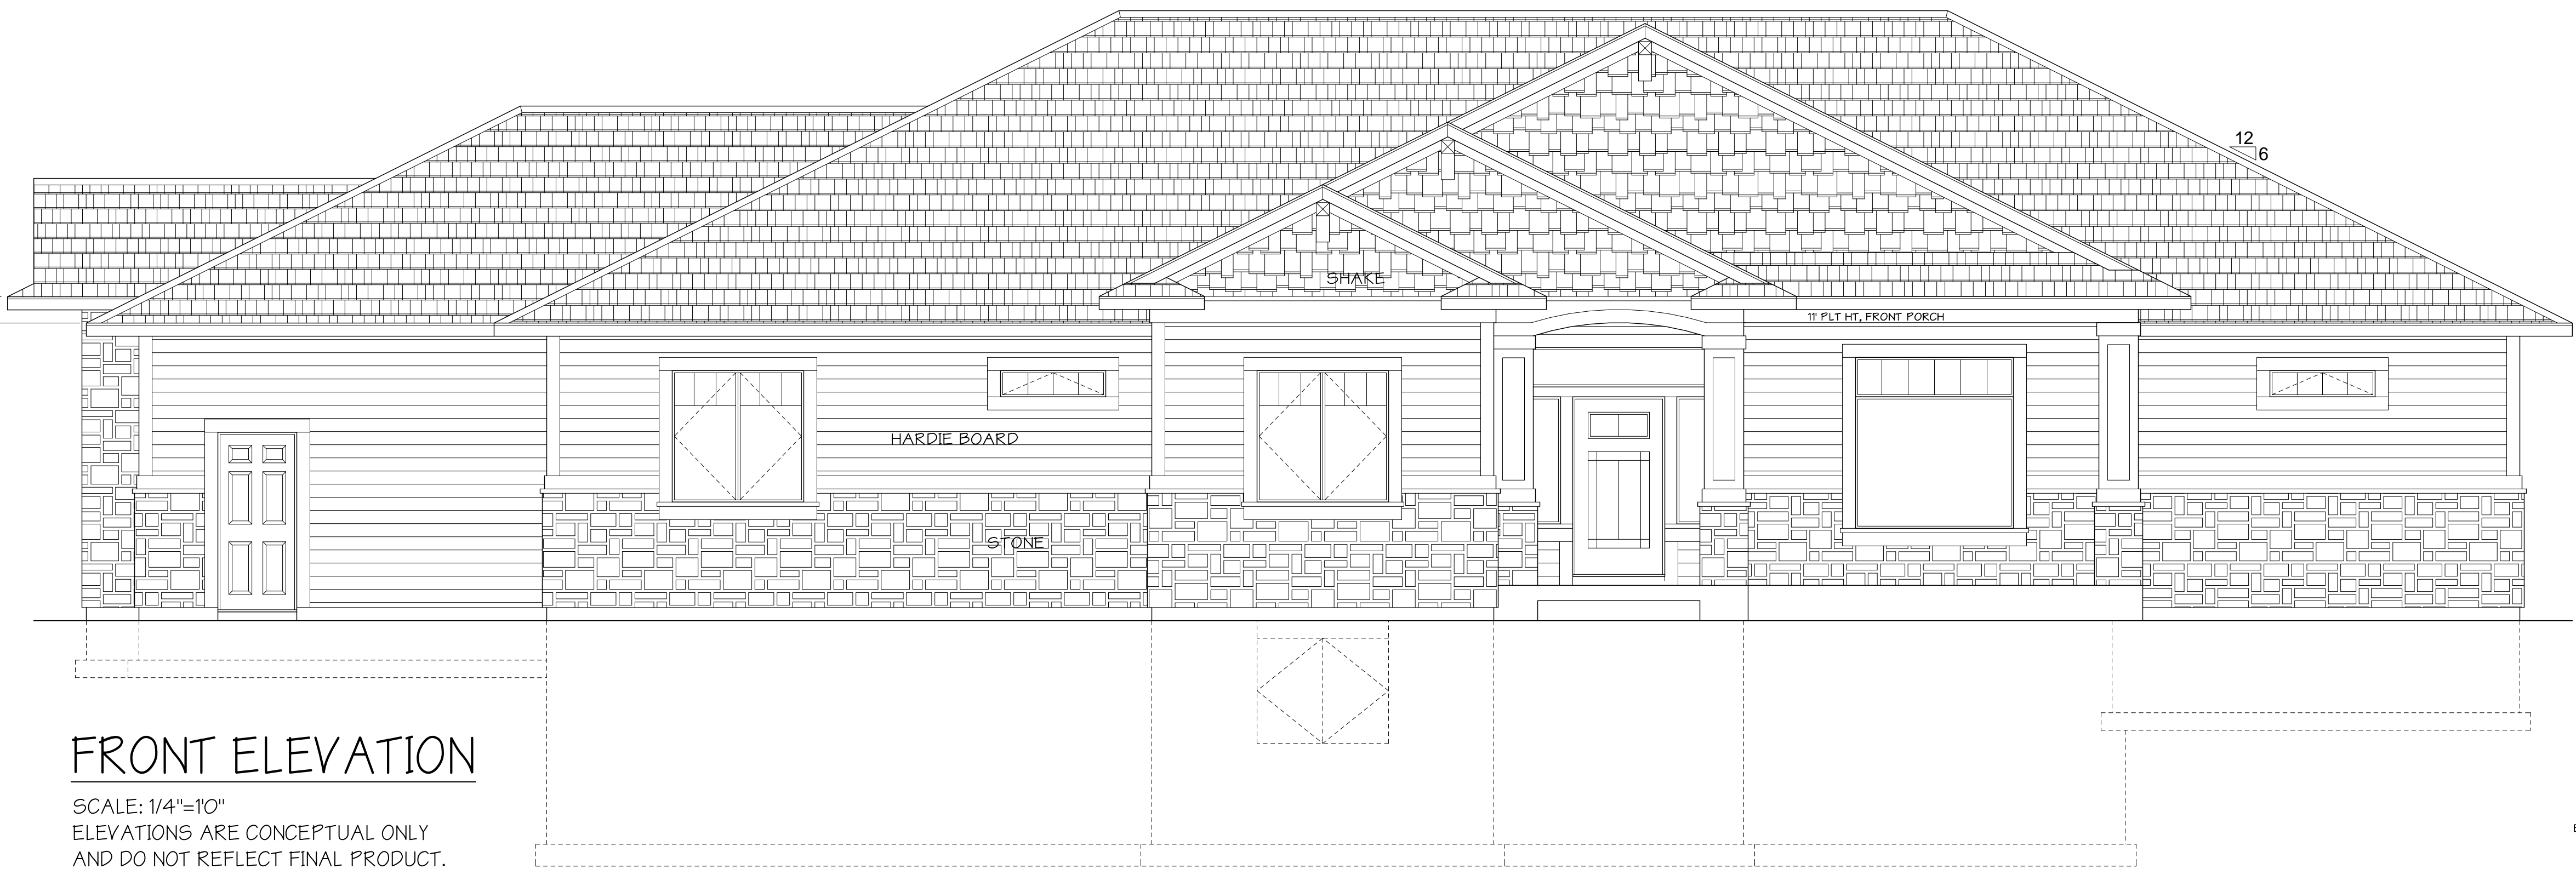 12
6
SHAKE
11' PLT HT, FRONT PORCH
HARDIE BOARD
STONE
FRONT ELEVATION
SCALE: 1/4"=1'0"
ELEVATIONS ARE CONCEPTUAL ONLY
AND DO NOT REFLECT FINAL PRODUCT.